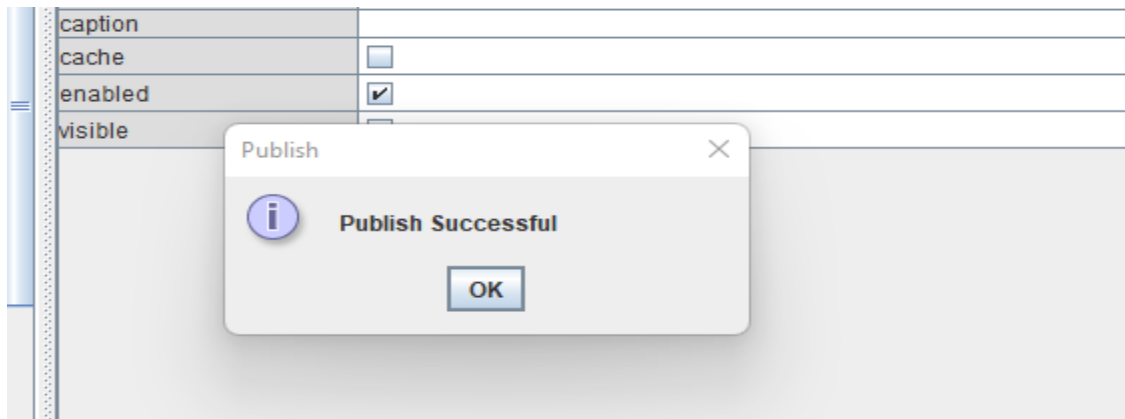 caption
cache
enabled
visible
Publish
Publish Successful
OK